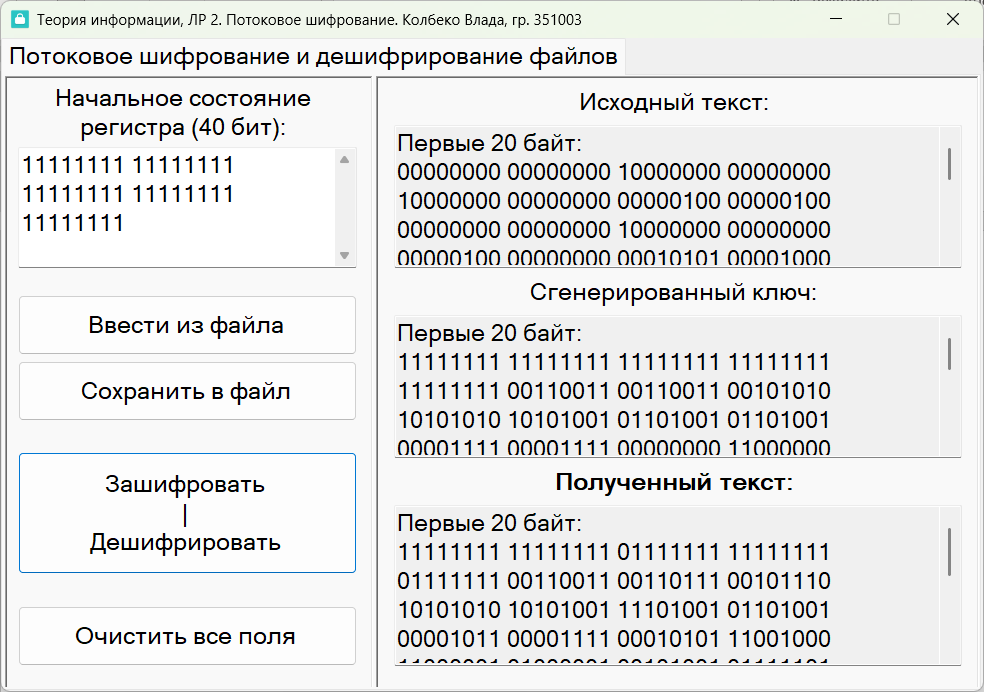 Теория информации, ЛР 2. Потоковое шифрование. Колбеко Влада, гр. 351003
Потоковое шифрование и дешифрирование файлов
Начальное состояние
регистра (40 бит):
11111111 11111111
11111111 11111111
11111111
Ввести из файла
Сохранить в файл
Зашифровать
|
Дешифрировать
Очистить все поля
Исходный текст:
Первые 20 байт:
00000000 00000000 10000000 00000000
10000000 00000000 00000100 00000100
00000000 00000000 10000000 00000000
00000100 00000000 00010101 00001000
Сгенерированный ключ:
Первые 20 байт:
11111111 11111111 11111111 11111111
11111111 00110011 00110011 00101010
10101010 10101001 01101001 01101001
00001111 00001111 00000000 11000000
Полученный текст:
Первые 20 байт:
11111111 11111111 01111111 11111111
01111111 00110011 00110111 00101110
10101010 10101001 11101001 01101001
00001011 00001111 00010101 11001000